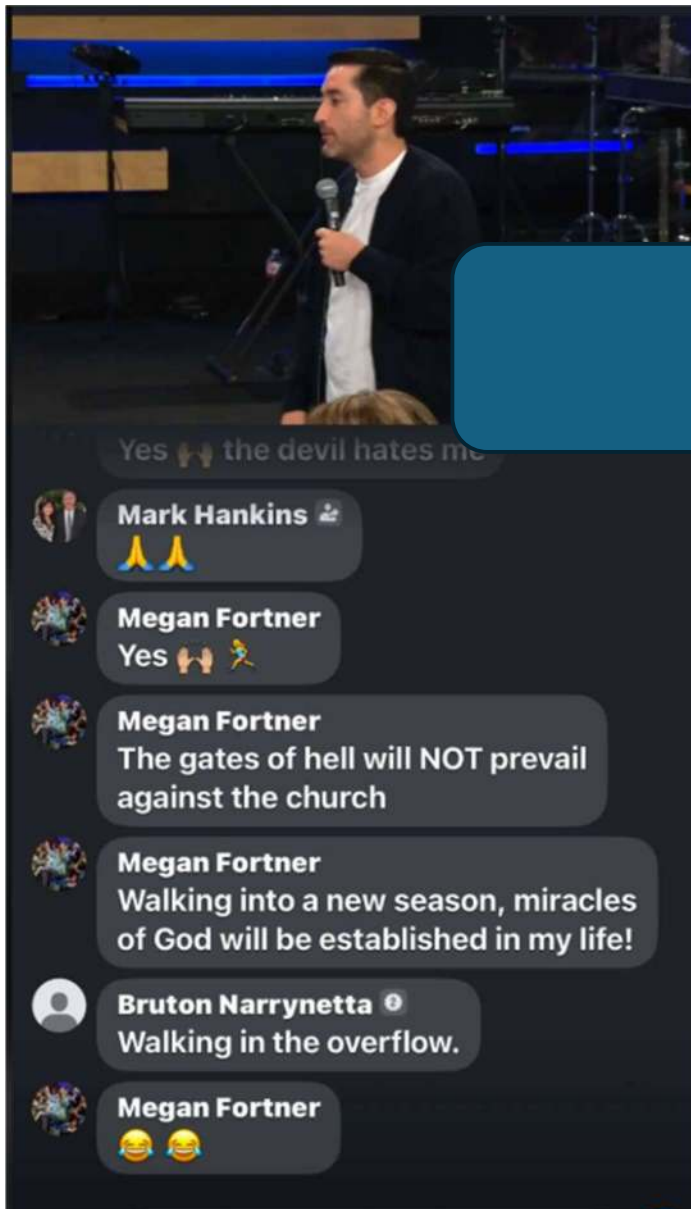 Yes 🙌🏽 the devil hates me
Mark Hankins
🙏🙏
Megan Fortner
Yes 🙌🏼 🏃‍♀️
Megan Fortner
The gates of hell will NOT prevail
against the church
Megan Fortner
Walking into a new season, miracles
of God will be established in my life!
Bruton Narrynetta
Walking in the overflow.
Megan Fortner
😂 😂